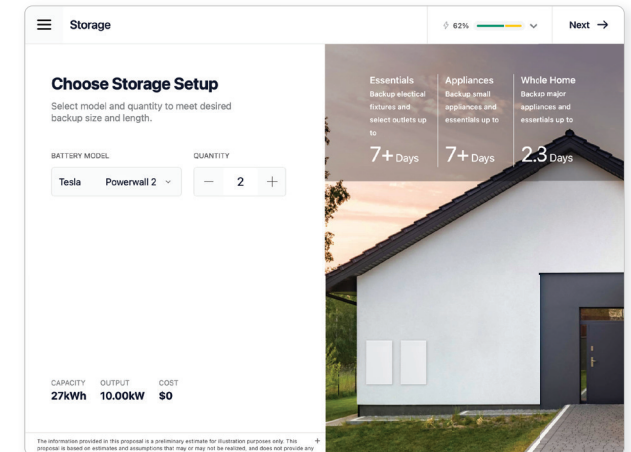 Storage
62%
Next →
Choose Storage Setup
Select model and quantity to meet desired
backup size and length.
BATTERY MODEL
QUANTITY
Tesla Powerwall 2
— 2 +
CAPACITY OUTPUT COST
27kWh 10.00kW $0
The information provided in this proposal is a preliminary estimate for illustration purposes only. This +
proposal is based on estimates and assumptions that may or may not be realized, and does not provide any
Essentials
Backup electical
fixtures and
select outlets up
to
7+ Days
Appliances
Backup small
appliances and
essentials up to
7+ Days
Whole Home
Backup major
appliances and
essertials up to
2.3 Days